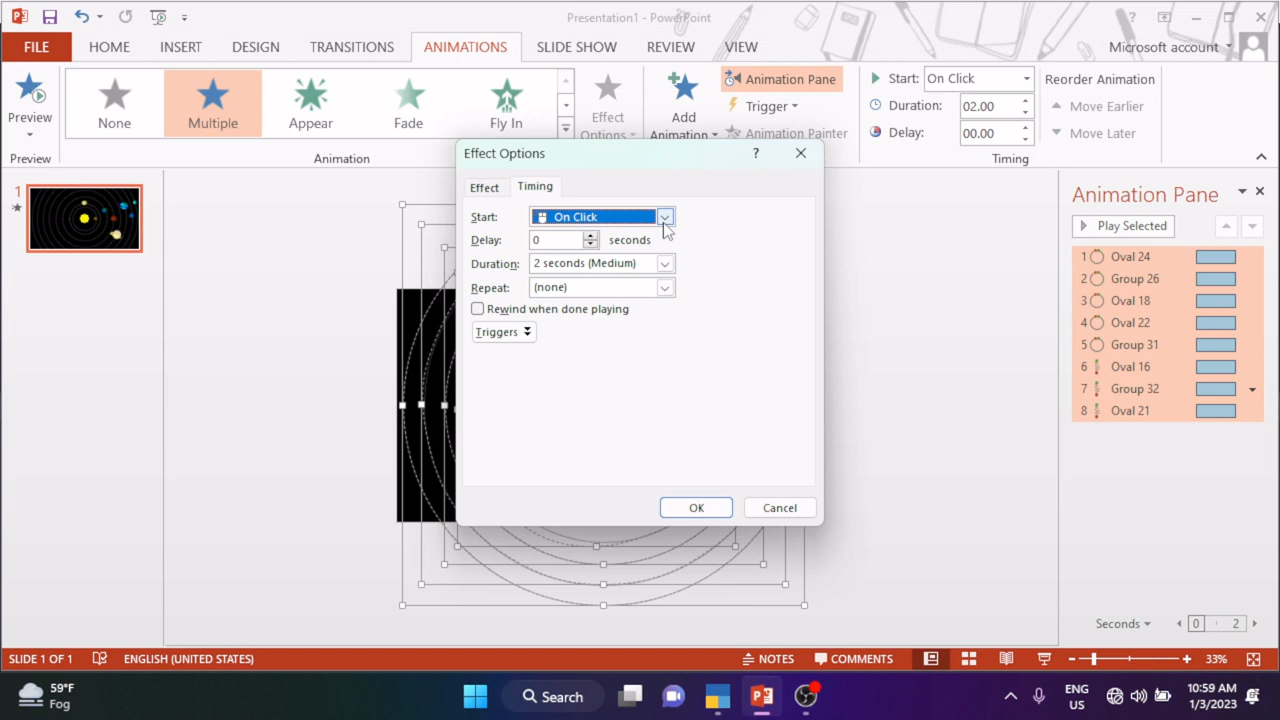 Presentation1 - PowerPoint
?
FILE
HOME
INSERT
DESIGN
TRANSITIONS
ANIMATIONS
SLIDE SHOW
REVIEW
VIEW
Microsoft account
Preview
Preview
None
Multiple
Appear
Fade
Fly In
Animation
Effect
Options
Add
Animation
Animation Pane
Trigger
Animation Painter
Start: On Click
Duration: 02.00
Delay: 00.00
Timing
Reorder Animation
Move Earlier
Move Later
1
Effect Options
?
Effect
Timing
Start: On Click
Delay: 0 seconds
Duration: 2 seconds (Medium)
Repeat: (none)
Rewind when done playing
Triggers
OK
Cancel
Animation Pane
Play Selected
1 Oval 24
2 Group 26
3 Oval 18
4 Oval 22
5 Group 31
6 Oval 16
7 Group 32
8 Oval 21
Seconds
0
2
SLIDE 1 OF 1
ENGLISH (UNITED STATES)
NOTES
COMMENTS
33%
59°F
Fog
Search
ENG
US
10:59 AM
1/3/2023